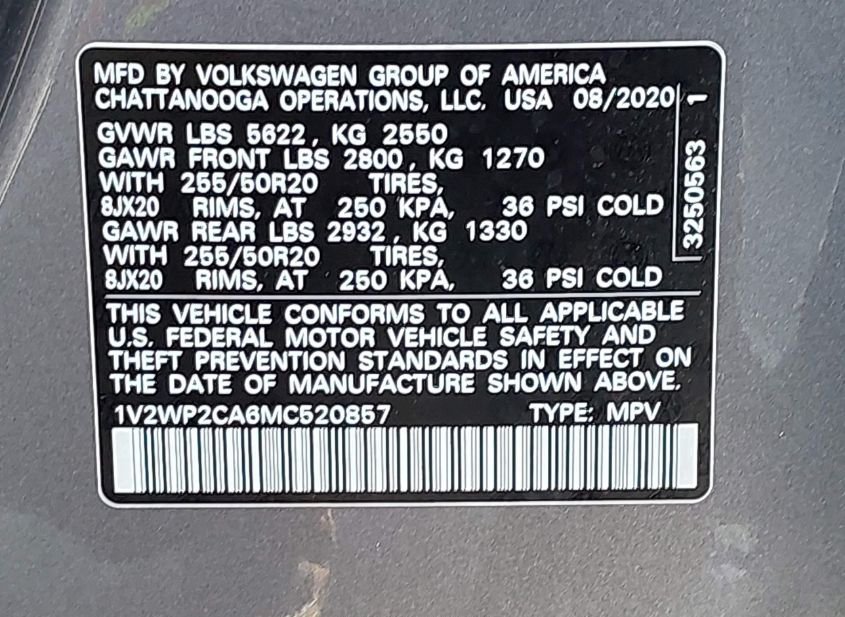 MFD BY VOLKSWAGEN GROUP OF AMERICA
CHATTANOOGA OPERATIONS, LLC. USA 08/2020
GVWR LBS 5622, KG 2550
GAWR FRONT LBS 2800, KG 1270
WITH 255/50R20 TIRES,
8JX20 RIMS, AT 250 KPA, 36 PSI COLD
GAWR REAR LBS 2932, KG 1330
WITH 255/50R20 TIRES,
8JX20 RIMS, AT 250 KPA, 36 PSI COLD
3250563 1
THIS VEHICLE CONFORMS TO ALL APPLICABLE
U.S. FEDERAL MOTOR VEHICLE SAFETY AND
THEFT PREVENTION STANDARDS IN EFFECT ON
THE DATE OF MANUFACTURE SHOWN ABOVE.
1V2WP2CA6MC520857 TYPE: MPV